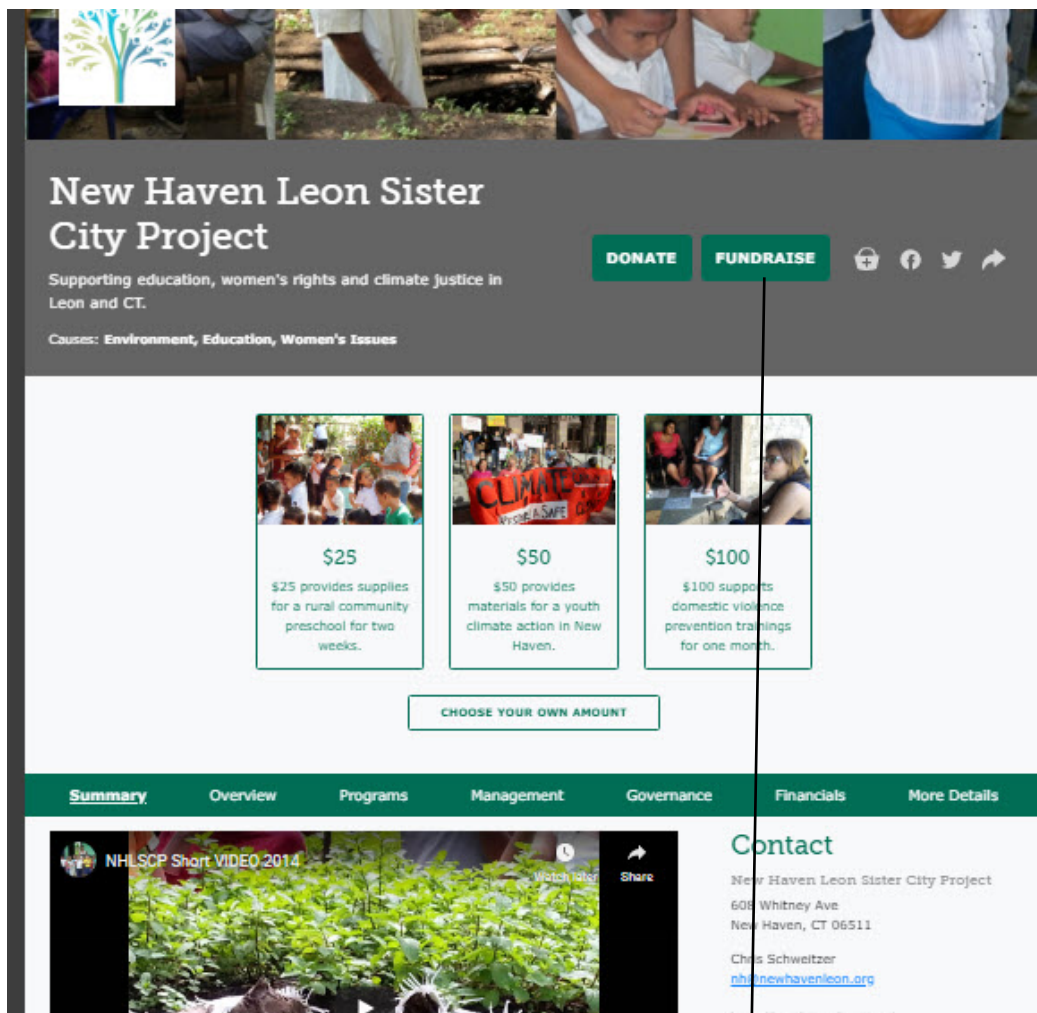 New Haven Leon Sister
City Project
Supporting education, women's rights and climate justice in
Leon and CT.
Causes: Environment, Education, Women's Issues
DONATE
FUNDRAISE
CLIMATE
A SAFE
$25
$25 provides supplies
for a rural community
preschool for two
weeks.
$50
$50 provides
materials for a youth
climate action in New
Haven.
$100
$100 supports
domestic violence
prevention trainings
for one month.
CHOOSE YOUR OWN AMOUNT
Summary Overview Programs Management Governance Financials More Details
NHLSCP Short VIDEO 2014
Watch later
Share
Contact
New Haven Leon Sister City Project
608 Whitney Ave
New Haven, CT 06511
Chris Schweitzer
nh@newhavenleon.org